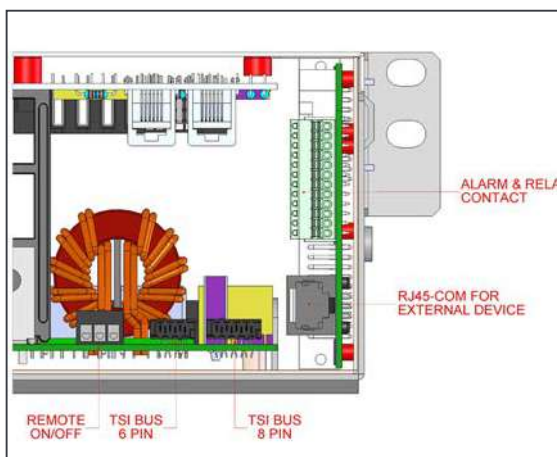 ALARM & RELA
CONTACT
RJ45-COM FOR
EXTERNAL DEVICE
REMOTE
ON/OFF
TSI BUS
6 PIN
TSI BUS
8 PIN